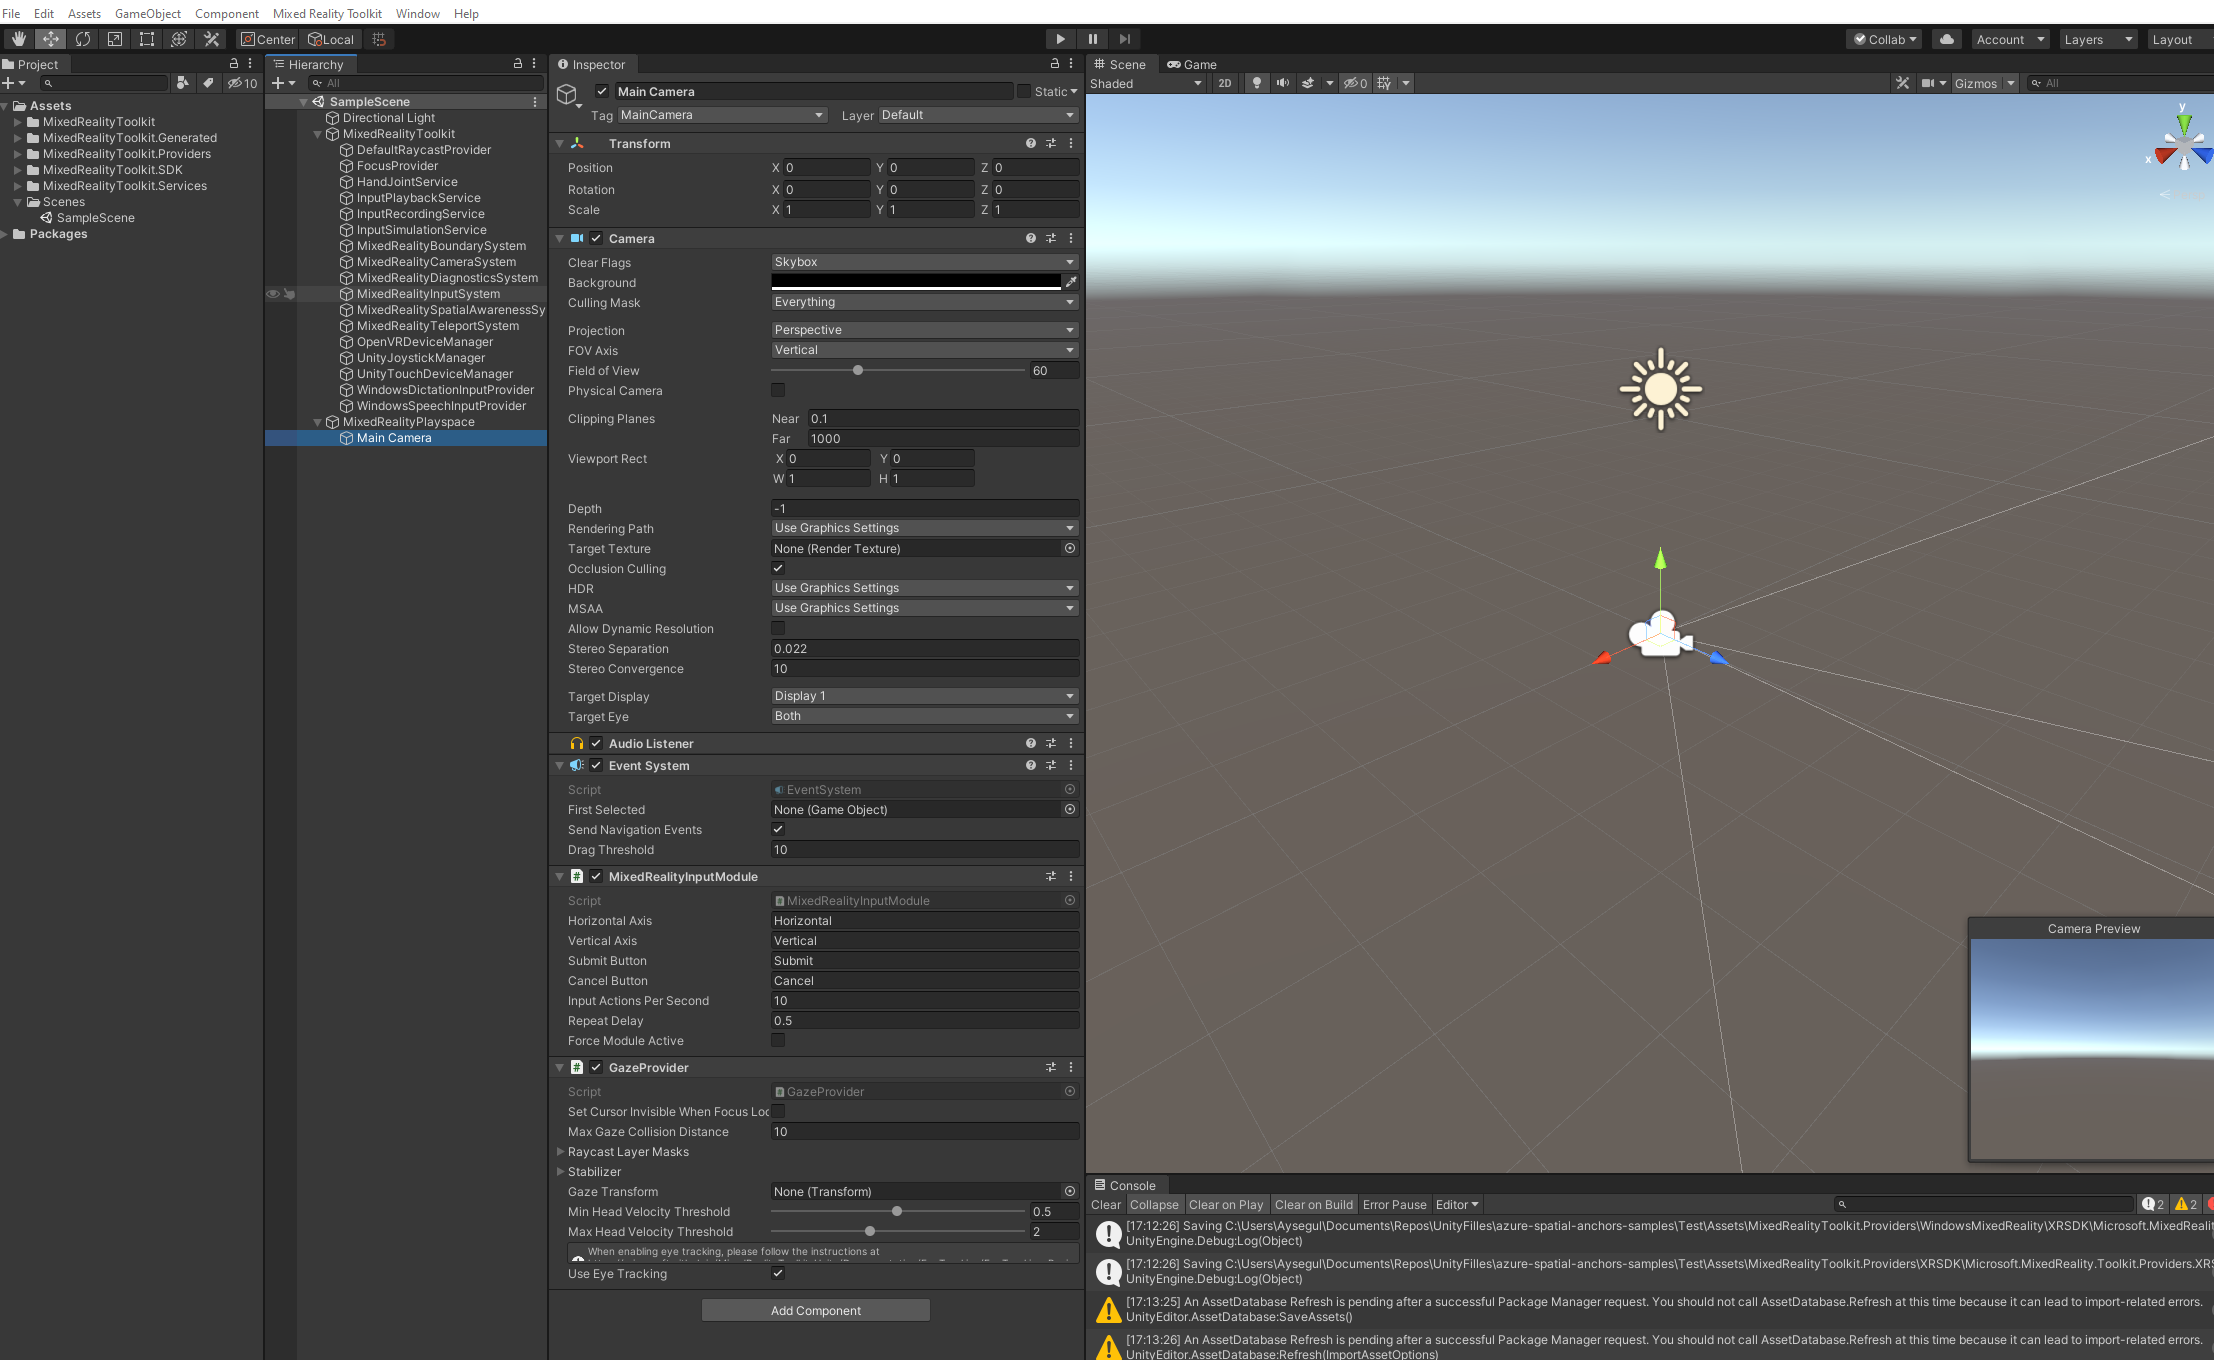 File Edit Assets GameObject Component Mixed Reality Toolkit Window Help
Center Local Collab Account Layers Layout
Project
10
Assets
MixedRealityToolkit
MixedRealityToolkit.Generated
MixedRealityToolkit.Providers
MixedRealityToolkit.SDK
MixedRealityToolkit.Services
Scenes
SampleScene
Packages
Hierarchy
All
SampleScene
Directional Light
MixedRealityToolkit
DefaultRaycastProvider
FocusProvider
HandJointService
InputPlaybackService
InputRecordingService
InputSimulationService
MixedRealityBoundarySystem
MixedRealityCameraSystem
MixedRealityDiagnosticsSystem
MixedRealityInputSystem
MixedRealitySpatialAwarenessSy
MixedRealityTeleportSystem
OpenVRDeviceManager
UnityJoystickManager
UnityTouchDeviceManager
WindowsDictationInputProvider
WindowsSpeechInputProvider
MixedRealityPlayspace
Main Camera
Inspector
Main Camera Static
Tag MainCamera Layer Default
Transform
Position X 0 Y 0 Z 0
Rotation X 0 Y 0 Z 0
Scale X 1 Y 1 Z 1
Camera
Clear Flags Skybox
Background
Culling Mask Everything
Projection Perspective
FOV Axis Vertical
Field of View 60
Physical Camera
Clipping Planes Near 0.1
Far 1000
Viewport Rect X 0 Y 0
W 1 H 1
Depth -1
Rendering Path Use Graphics Settings
Target Texture None (Render Texture)
Occlusion Culling
HDR Use Graphics Settings
MSAA Use Graphics Settings
Allow Dynamic Resolution
Stereo Separation 0.022
Stereo Convergence 10
Target Display Display 1
Target Eye Both
Audio Listener
Event System
Script EventSystem
First Selected None (Game Object)
Send Navigation Events
Drag Threshold 10
MixedRealityInputModule
Script MixedRealityInputModule
Horizontal Axis Horizontal
Vertical Axis Vertical
Submit Button Submit
Cancel Button Cancel
Input Actions Per Second 10
Repeat Delay 0.5
Force Module Active
GazeProvider
Script GazeProvider
Set Cursor Invisible When Focus Loc
Max Gaze Collision Distance 10
Raycast Layer Masks
Stabilizer
Gaze Transform None (Transform)
Min Head Velocity Threshold 0.5
Max Head Velocity Threshold 2
When enabling eye tracking, please follow the instructions at
Use Eye Tracking
Add Component
Scene Game
Shaded 2D 0 Gizmos All
y
x
Camera Preview
Console
Clear Collapse Clear on Play Clear on Build Error Pause Editor 2 2
[17:12:26] Saving C:\Users\Aysegul\Documents\Repos\UnityFilles\azure-spatial-anchors-samples\Test\Assets\MixedRealityToolkit.Providers\WindowsMixedReality\XRSDK\Microsoft.MixedRealit
UnityEngine.Debug:Log(Object)
[17:12:26] Saving C:\Users\Aysegul\Documents\Repos\UnityFilles\azure-spatial-anchors-samples\Test\Assets\MixedRealityToolkit.Providers\XRSDK\Microsoft.MixedReality.Toolkit.Providers.XRS
UnityEngine.Debug:Log(Object)
[17:13:25] An AssetDatabase Refresh is pending after a successful Package Manager request. You should not call AssetDatabase.Refresh at this time because it can lead to import-related errors.
UnityEditor.AssetDatabase:SaveAssets()
[17:13:26] An AssetDatabase Refresh is pending after a successful Package Manager request. You should not call AssetDatabase.Refresh at this time because it can lead to import-related errors.
UnityEditor.AssetDatabase:Refresh(ImportAssetOptions)